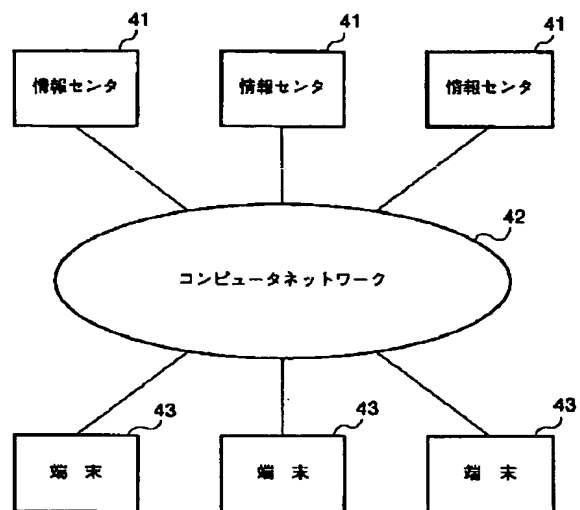 41 41 41
情報センタ 情報センタ 情報センタ
42
コンピュータネットワーク
43 43 43
端 末 端 末 端 末